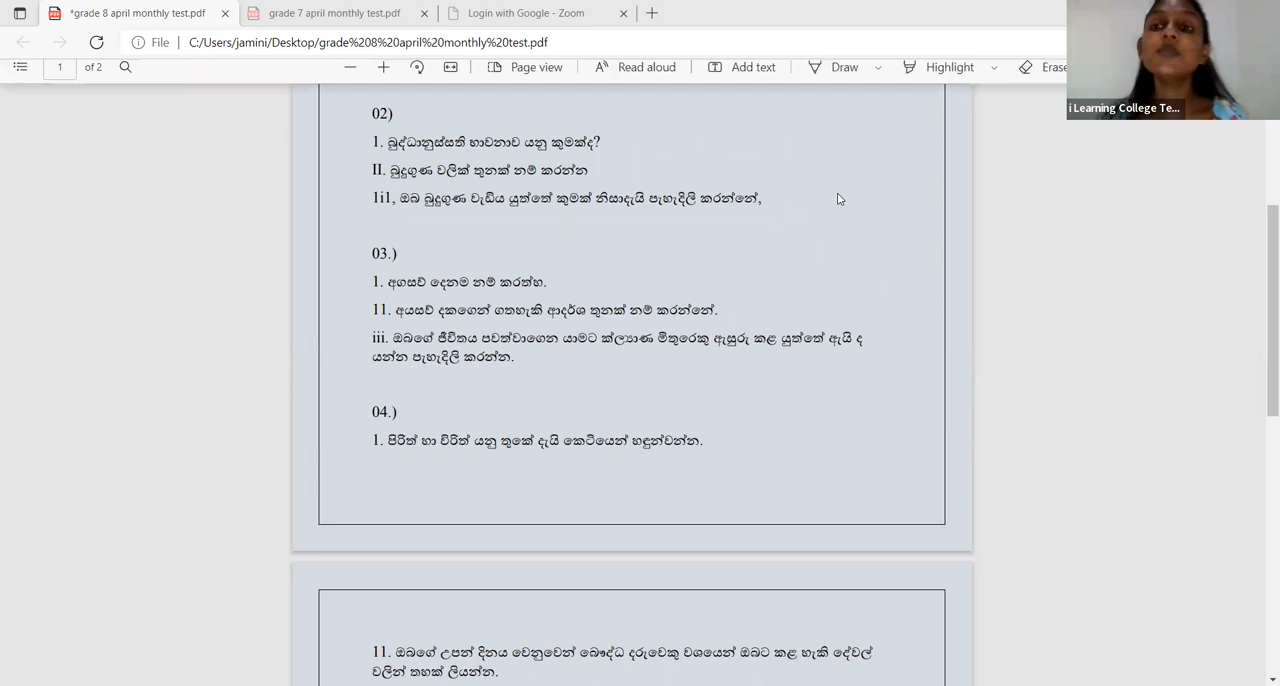 *grade 8 april monthly test.pdf
grade 7 april monthly test.pdf
Login with Google - Zoom
File
C:/Users/jamini/Desktop/grade%208%20april%20monthly%20test.pdf
1 of 2
Page view
Read aloud
Add text
Draw
Highlight
Erase
i Learning College Te...
02)
1. බුද්ධානුස්සති භාවනාව යනු කුමක්ද?
II. බුදුගුණ වලින් තුනක් නම් කරන්න
1i1, ඔබ බුදුගුණ වැඩිය යුත්තේ කුමක් නිසාදැයි පැහැදිලි කරන්නේ,
03.)
1. අගසව් දෙනම නම් කරත්හ.
11. අයසව් දකගෙන් ගතහැකි ආදර්ශ තුනක් නම් කරන්නේ.
iii. ඔබගේ ජීවිතය පවත්වාගෙන යාමට ක්ල්‍යාණ මිතුරෙකු ඇසුරු කළ යුත්තේ ඇයි ද
යන්න පැහැදිලි කරන්න.
04.)
1. පිරිත් හා විරිත් යනු තුකේ දැයි කෙටියෙන් හඳුන්වන්න.
11. ඔබගේ උපන් දිනය වෙනුවෙන් බෞද්ධ දරුවෙකු වශයෙන් ඔබට කළ හැකි දේවල්
වලින් තහක් ලියන්න.